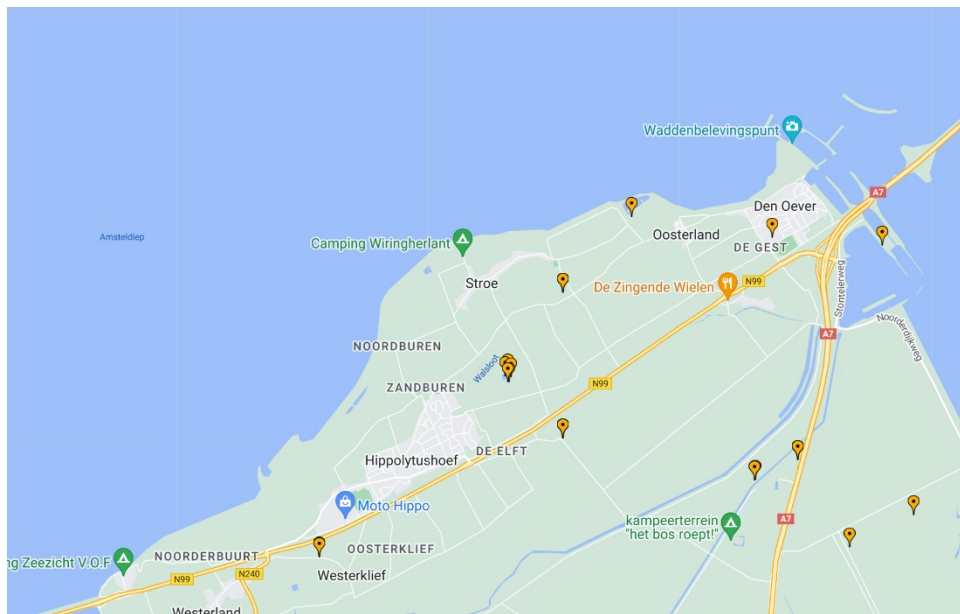 Waddenbelevingspunt
A7
Den Oever
Amsteldiep
Camping Wiringherlant
Oosterland
DE GEST
Stroe
De Zingende Wielen
N99
Stontelerweg
Noorderdijkweg
A7
NOORDBUREN
Walsloot
ZANDBUREN
N99
DE ELFT
Hippolytushoef
Moto Hippo
kampeerterrein
"het bos roept!"
A7
NOORDERBUURT
OOSTERKLIEF
ng Zeezicht V.O.F
N99
N240
Westerklief
Westerland